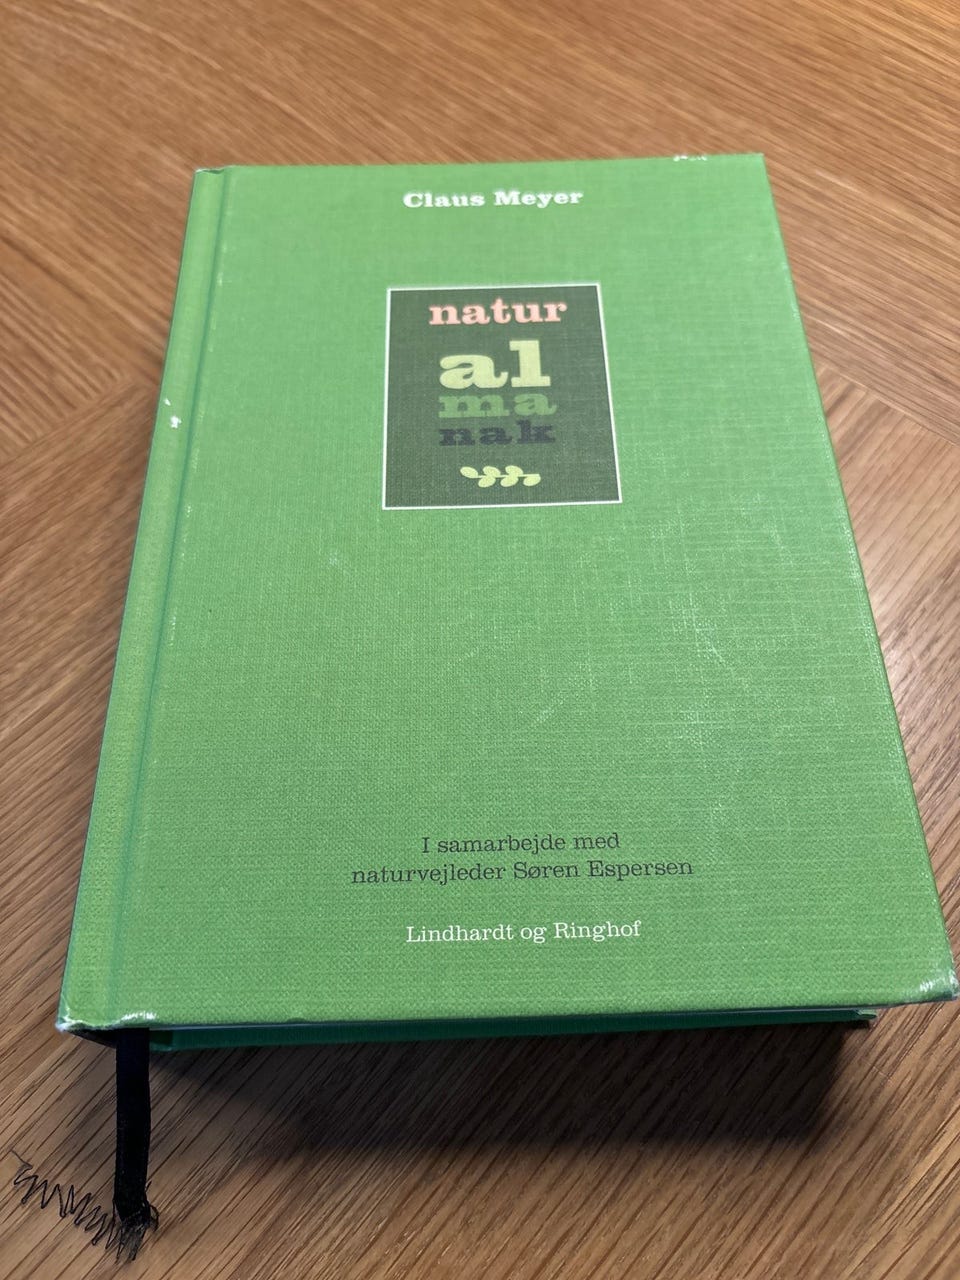 Claus Meyer
natur
al
ma
nak
I samarbejde med
naturvejleder Søren Espersen
Lindhardt og Ringhof